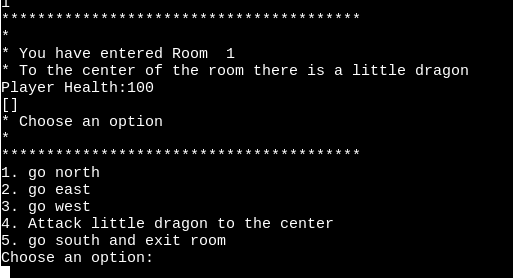 1
****************************************
*
* You have entered Room  1
* To the center of the room there is a little dragon
Player Health:100
[]
* Choose an option
*
****************************************
1. go north
2. go east
3. go west
4. Attack little dragon to the center
5. go south and exit room
Choose an option: